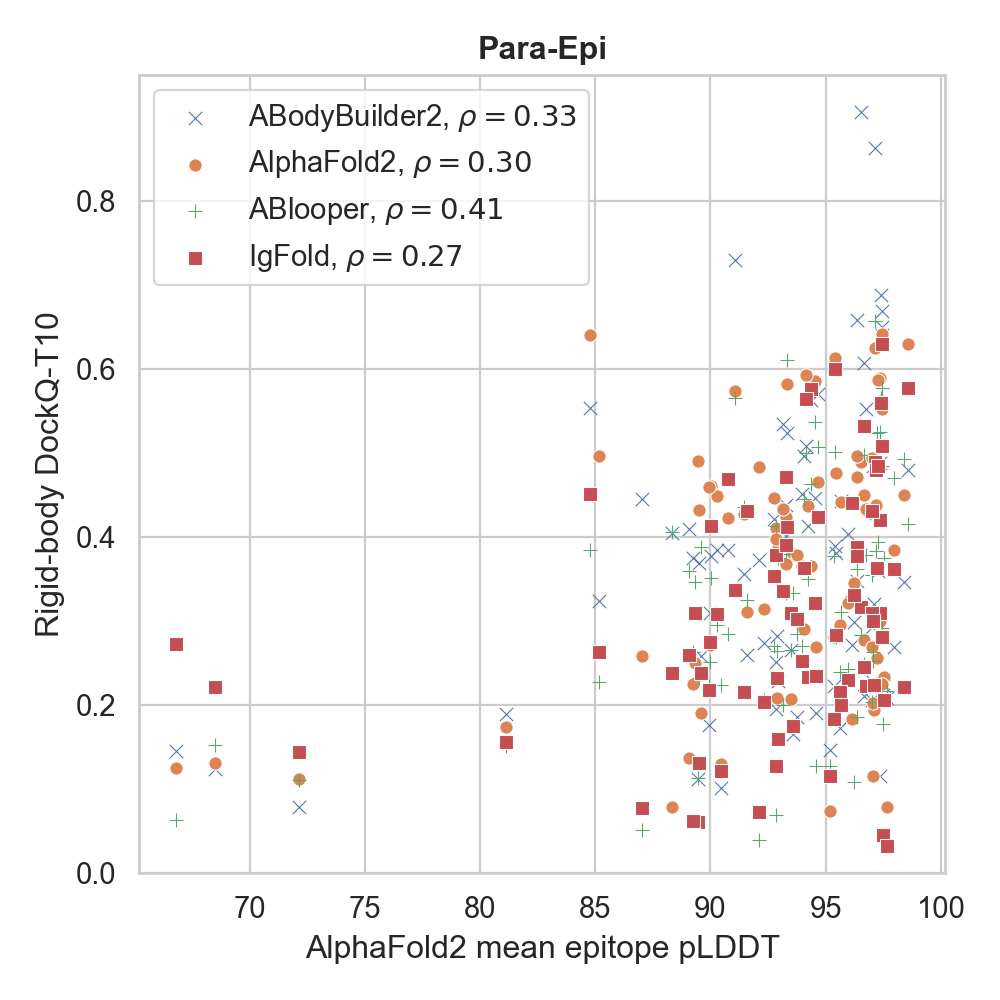 Para-Epi
ABodyBuilder2, ρ = 0.33
AlphaFold2, ρ = 0.30
ABlooper, ρ = 0.41
IgFold, ρ = 0.27
Rigid-body DockQ-T10
0.8
0.6
0.4
0.2
0.0
70 75 80 85 90 95 100
AlphaFold2 mean epitope pLDDT